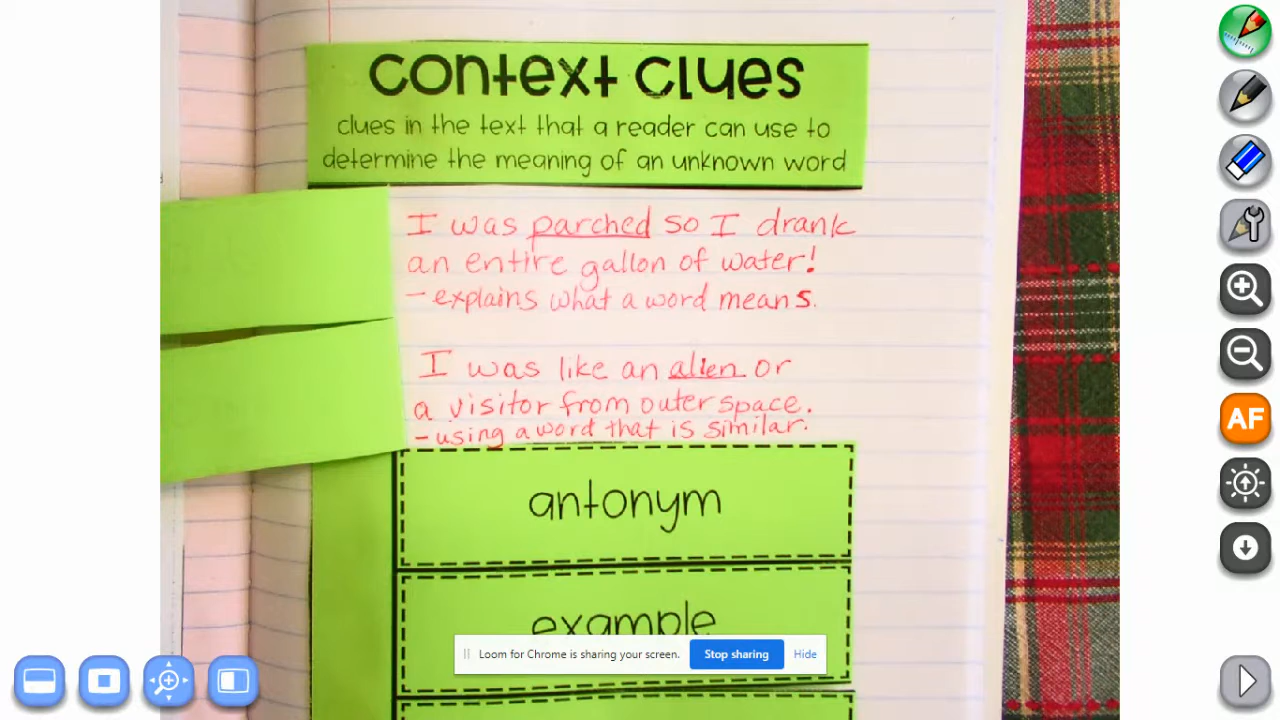 context clues
clues in the text that a reader can use to
determine the meaning of an unknown word
I was parched so I drank
an entire gallon of water!
- explains what a word means.
I was like an alien or
a visitor from outer space.
- using a word that is similar.
antonym
example
Loom for Chrome is sharing your screen. Stop sharing Hide
AF